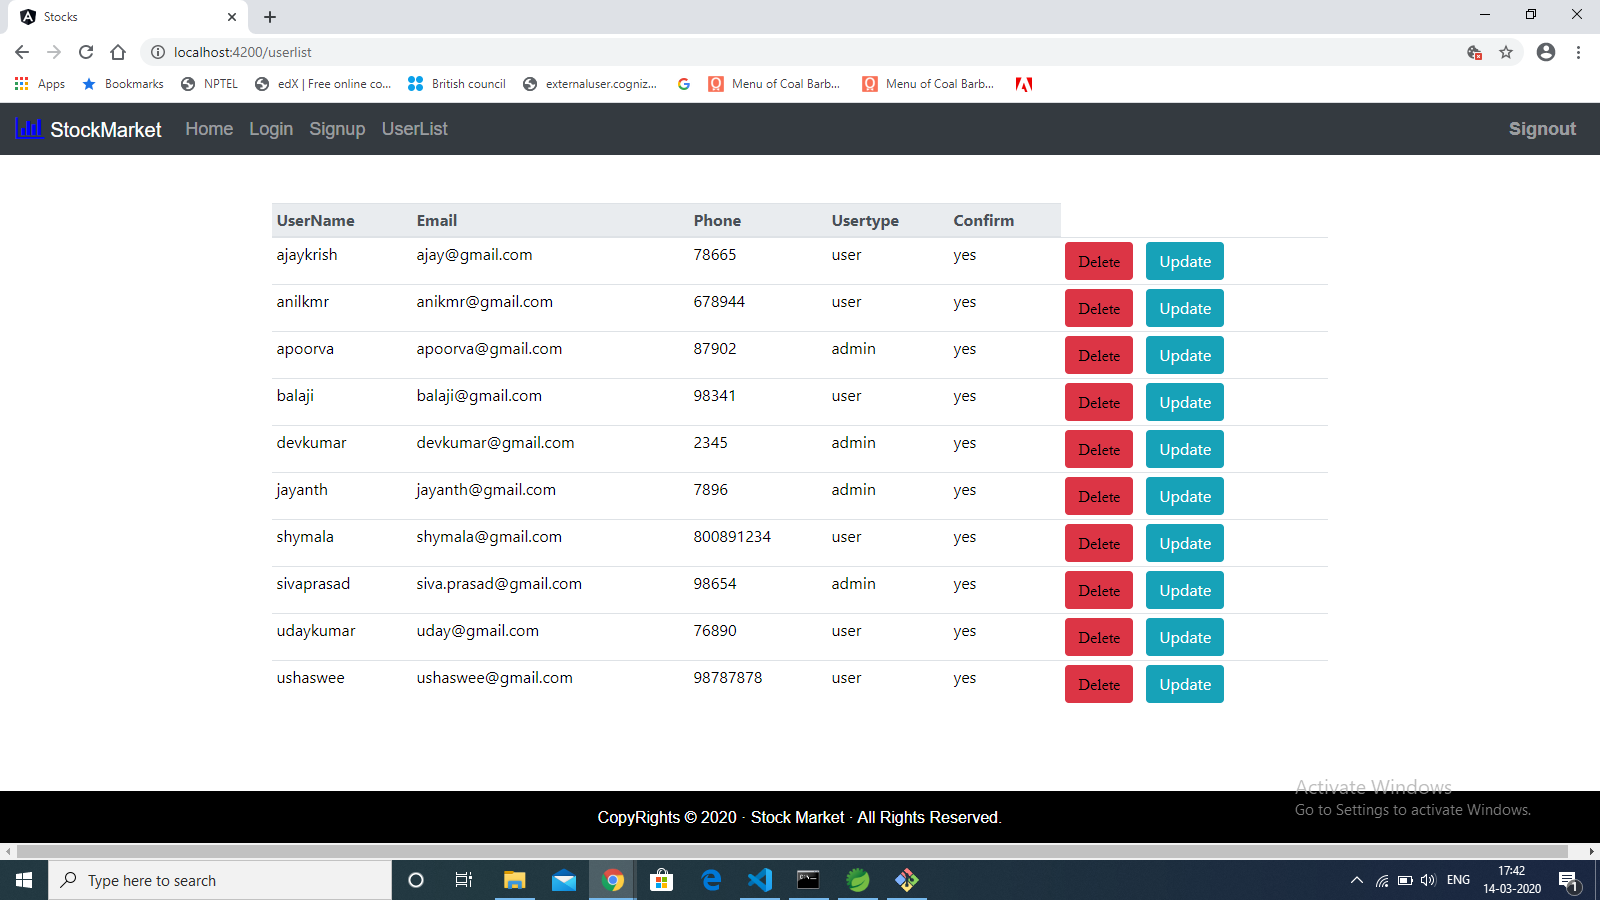 Stocks
localhost:4200/userlist
Apps Bookmarks NPTEL edX | Free online co... British council externaluser.cogniz... Menu of Coal Barb... Menu of Coal Barb...
StockMarket Home Login Signup UserList Signout
UserName Email Phone Usertype Confirm
ajaykrish ajay@gmail.com 78665 user yes Delete Update
anilkmr anikmr@gmail.com 678944 user yes Delete Update
apoorva apoorva@gmail.com 87902 admin yes Delete Update
balaji balaji@gmail.com 98341 user yes Delete Update
devkumar devkumar@gmail.com 2345 admin yes Delete Update
jayanth jayanth@gmail.com 7896 admin yes Delete Update
shymala shymala@gmail.com 800891234 user yes Delete Update
sivaprasad siva.prasad@gmail.com 98654 admin yes Delete Update
udaykumar uday@gmail.com 76890 user yes Delete Update
ushaswee ushaswee@gmail.com 98787878 user yes Delete Update
Activate Windows
Go to Settings to activate Windows.
CopyRights © 2020 · Stock Market · All Rights Reserved.
Type here to search
ENG
17:42
14-03-2020
1